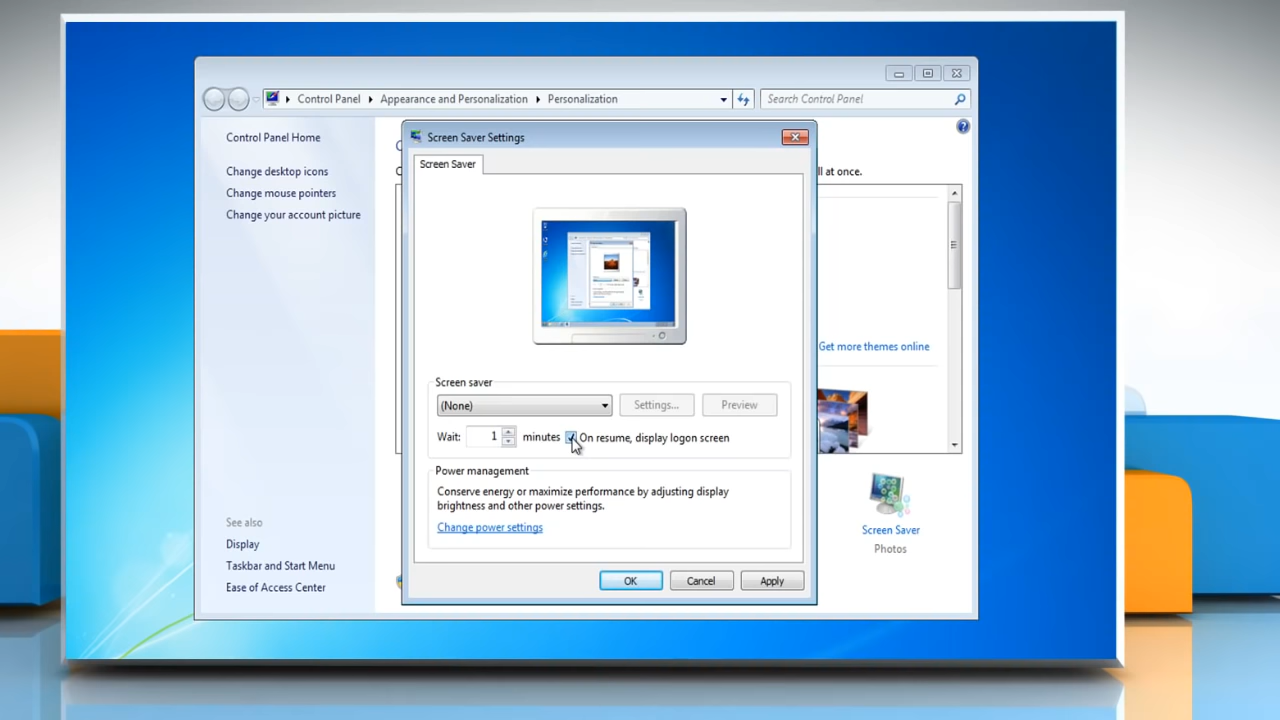 Control Panel
Appearance and Personalization
Personalization
Search Control Panel
Control Panel Home
Change desktop icons
Change mouse pointers
Change your account picture
Screen Saver Settings
Screen Saver
ll at once.
Get more themes online
Screen saver
(None)
Settings...
Preview
Wait: 1 minutes On resume, display logon screen
Power management
Conserve energy or maximize performance by adjusting display
brightness and other power settings.
Change power settings
OK
Cancel
Apply
Screen Saver
Photos
See also
Display
Taskbar and Start Menu
Ease of Access Center